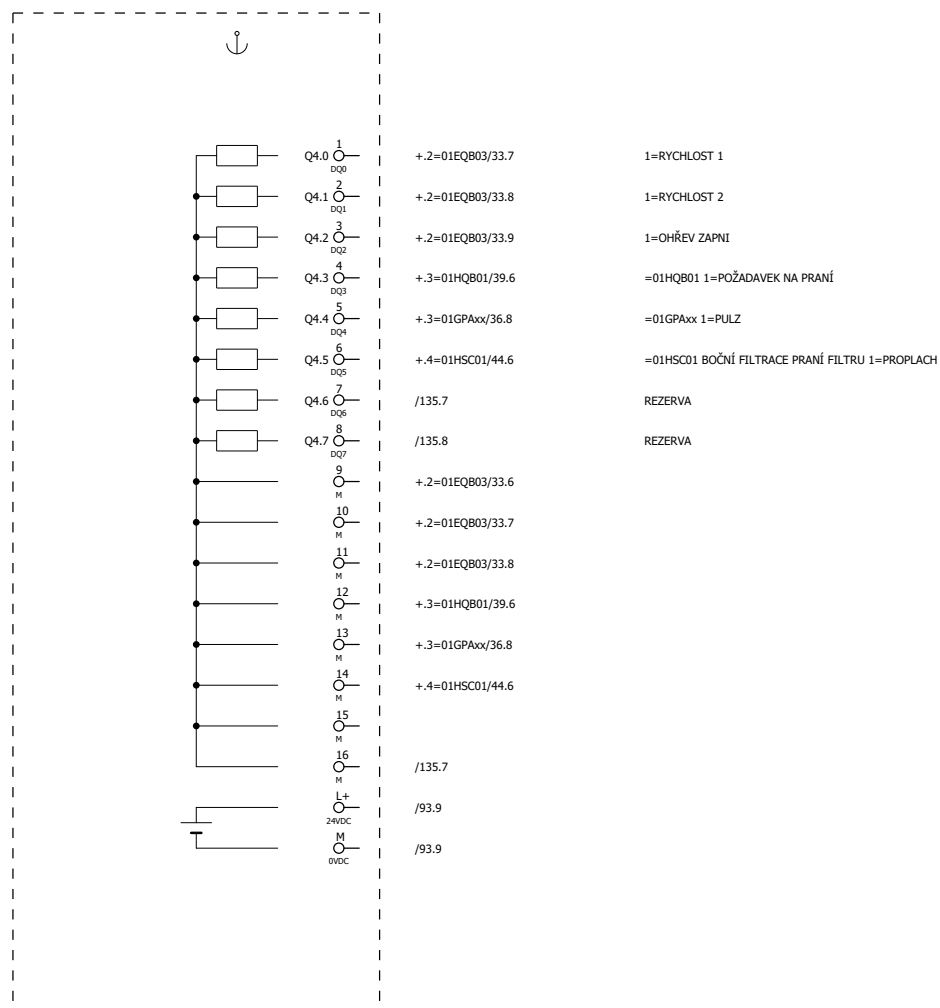 1
Q4.0 +.2=01EQB03/33.7 1=RYCHLOST 1
DQ0
2
Q4.1 +.2=01EQB03/33.8 1=RYCHLOST 2
DQ1
3
Q4.2 +.2=01EQB03/33.9 1=OHŘEV ZAPNI
DQ2
4
Q4.3 +.3=01HQB01/39.6 =01HQB01 1=POŽADAVEK NA PRANÍ
DQ3
5
Q4.4 +.3=01GPAxx/36.8 =01GPAxx 1=PULZ
DQ4
6
Q4.5 +.4=01HSC01/44.6 =01HSC01 BOČNÍ FILTRACE PRANÍ FILTRU 1=PROPLACH
DQ5
7
Q4.6 /135.7 REZERVA
DQ6
8
Q4.7 /135.8 REZERVA
DQ7
9
+.2=01EQB03/33.6
M
10
+.2=01EQB03/33.7
M
11
+.2=01EQB03/33.8
M
12
+.3=01HQB01/39.6
M
13
+.3=01GPAxx/36.8
M
14
+.4=01HSC01/44.6
M
15
M
16
/135.7
M
L+
/93.9
24VDC
M
/93.9
0VDC